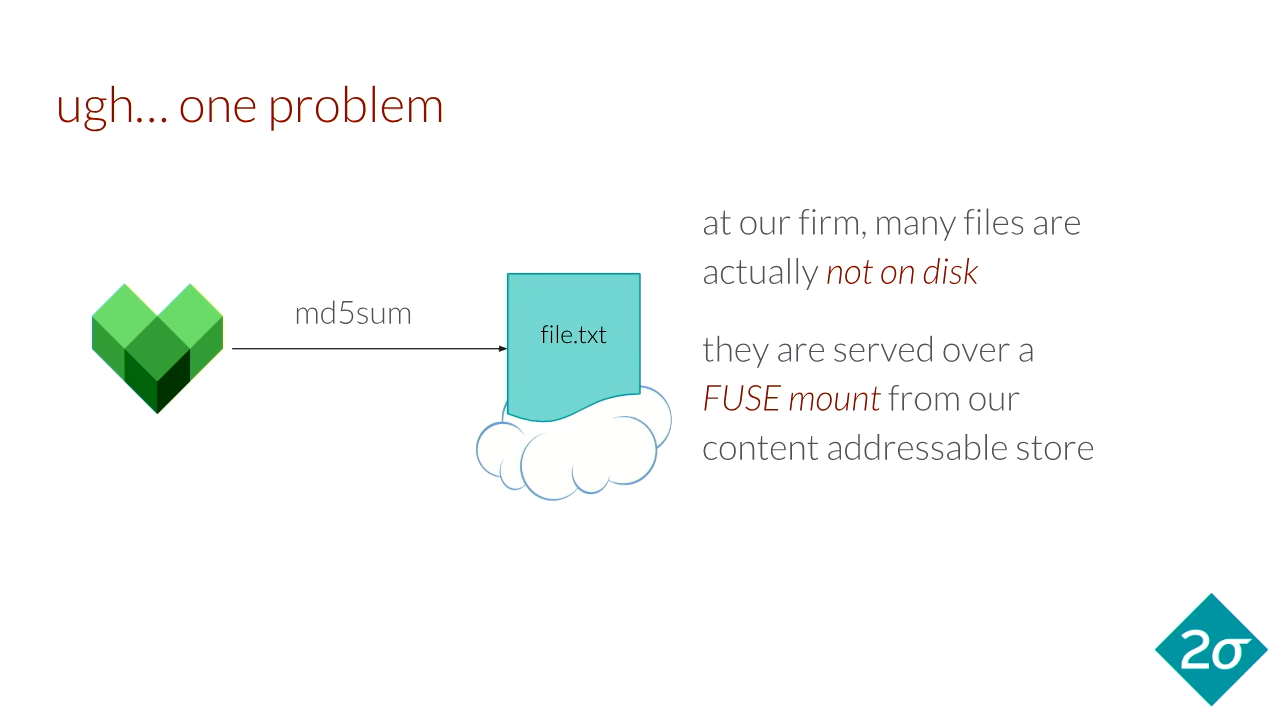 ugh... one problem
md5sum
file.txt
at our firm, many files are
actually not on disk
they are served over a
FUSE mount from our
content addressable store
2σ